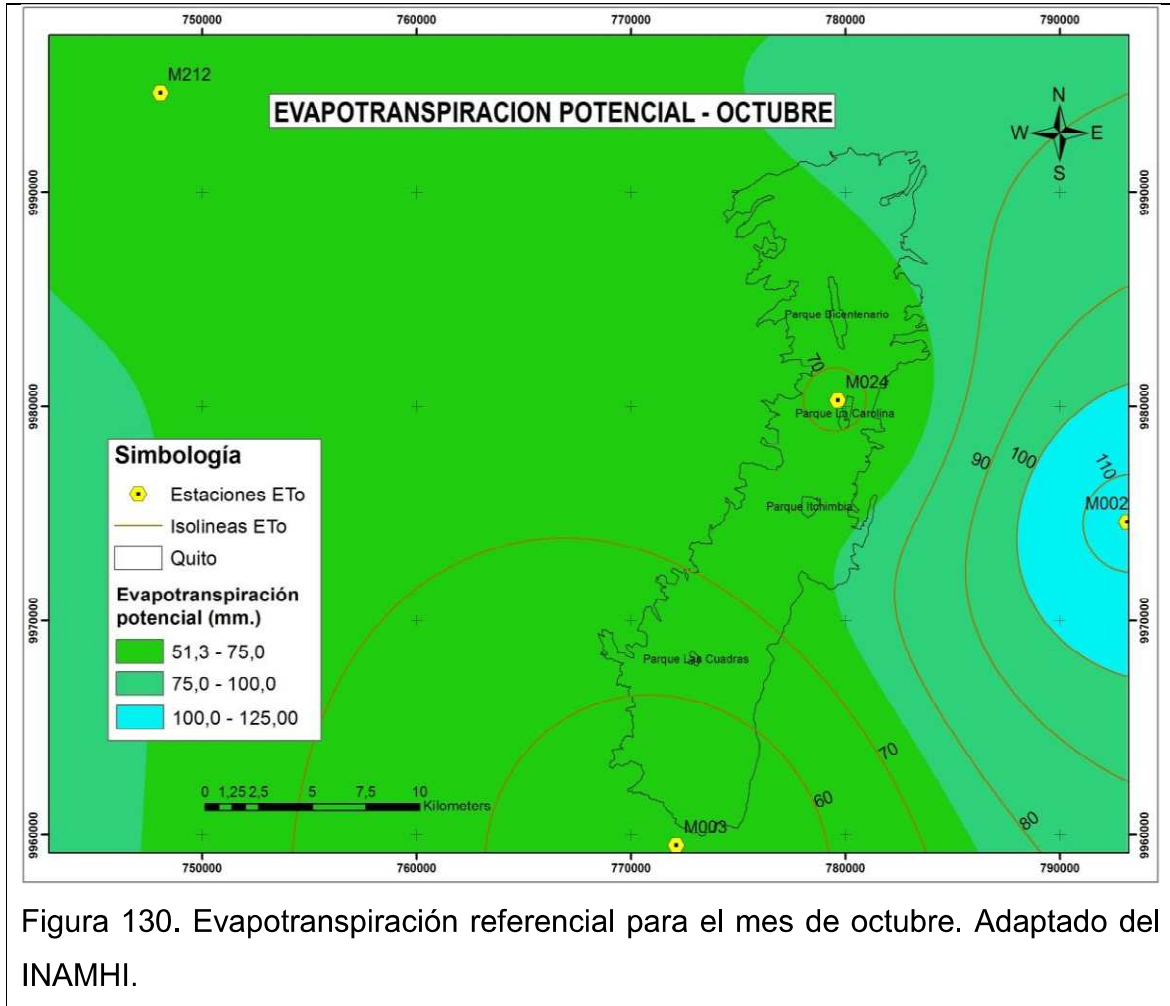 750000 760000 770000 780000 790000
M212
EVAPOTRANSPIRACION POTENCIAL - OCTUBRE
N
W E
S
9990000 9990000
Parque Bicentenario
70
M024
9980000 9980000
Parque La Carolina
90 100 110
M002
Parque Itchimbia
Simbología
Estaciones ETo
Isolineas ETo
Quito
Evapotranspiración
potencial (mm.)
51,3 - 75,0
75,0 - 100,0
100,0 - 125,00
9970000 9970000
Parque Las Cuadras
70
60
80
0 1,25 2,5 5 7,5 10
Kilometers
M003
9960000 9960000
750000 760000 770000 780000 790000
Figura 130. Evapotranspiración referencial para el mes de octubre. Adaptado del
INAMHI.